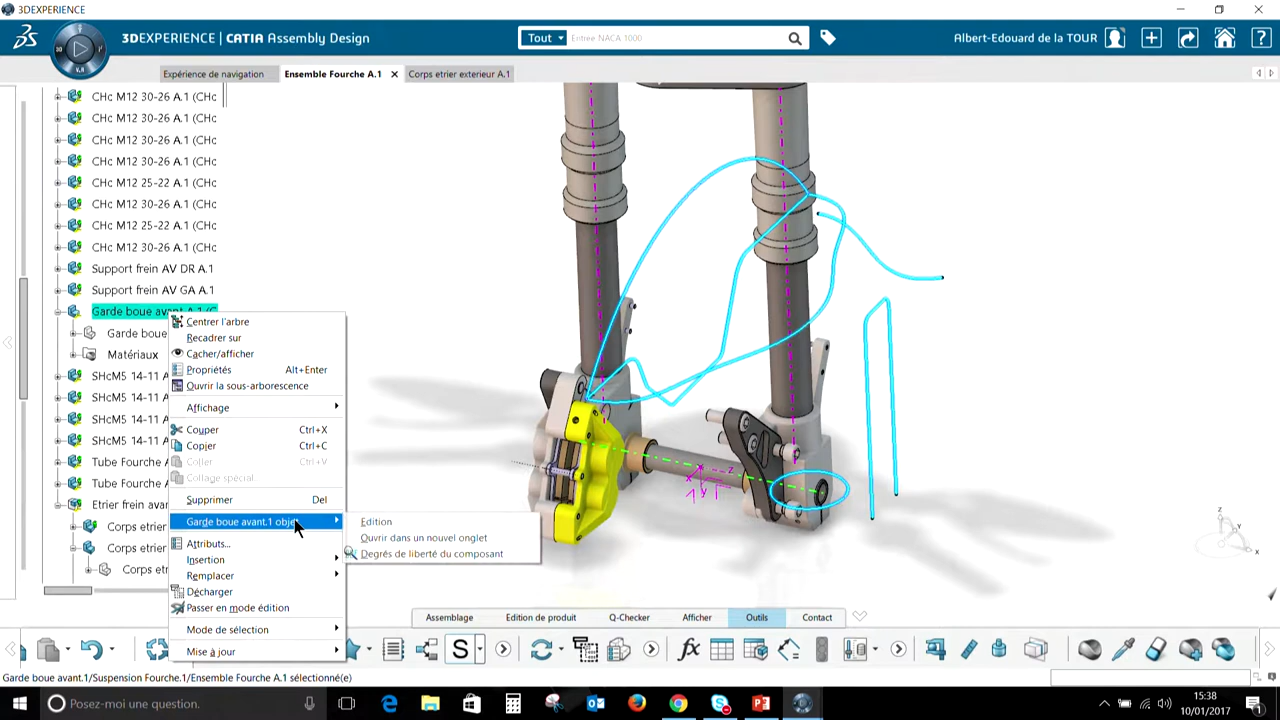 3DEXPERIENCE
3DEXPERIENCE | CATIA Assembly Design
Tout
Entree NACA 1000
Albert-Edouard de la TOUR
3D
V.R
Expérience de navigation
Ensemble Fourche A.1
Corps etrier exterieur A.1
CHc M12 30-26 A.1 (CHc
CHc M12 30-26 A.1 (CHc
CHc M12 30-26 A.1 (CHc
CHc M12 30-26 A.1 (CHc
CHc M12 25-22 A.1 (CHc
CHc M12 30-26 A.1 (CHc
CHc M12 25-22 A.1 (CHc
CHc M12 30-26 A.1 (CHc
Support frein AV DR A.1
Support frein AV GA A.1
Garde boue avant A.1 (G
Garde boue
Matériaux
SHcM5 14-11
SHcM5 14-11
SHcM5 14-11
SHcM5 14-11
Tube Fourche
Tube Fourche
Etrier frein av
Corps etrier
Corps etrier
Corps etr
Centrer l'arbre
Recadrer sur
Cacher/afficher
Propriétés Alt+Enter
Ouvrir la sous-arborescence
Affichage
Couper Ctrl+X
Copier Ctrl+C
Coller Ctrl+V
Collage spécial...
Supprimer Del
Garde boue avant.1 obje
Attributs...
Insertion
Remplacer
Décharger
Passer en mode édition
Mode de sélection
Mise à jour
Edition
Ouvrir dans un nouvel onglet
Degrés de liberté du composant
z
x
y
z
x
Assemblage
Edition de produit
Q-Checker
Afficher
Outils
Contact
S
fx
Garde boue avant.1/Suspension Fourche.1/Ensemble Fourche A.1 sélectionné(e)
Posez-moi une question.
15:38
10/01/2017